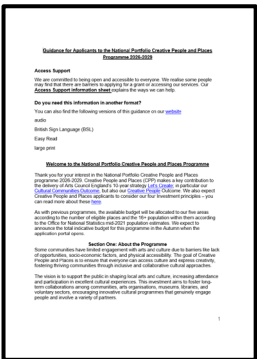 Guidance for Applicants to the National Portfolio Creative People and Places
Programme 2026-2028
Access Support
We are committed to being open and accessible to everyone. We realise some people
may find that there are barriers to applying for a grant or accessing our services. Our
Access Support information sheet explains the ways we can help.
Do you need this information in another format?
You can also find the following versions of this guidance on our website
audio
British Sign Language (BSL)
Easy Read
large print
Welcome to the National Portfolio Creative People and Places Programme
Thank you for your interest in the National Portfolio Creative People and Places
programme 2026-2028. Creative People and Places (CPP) makes a key contribution to
the delivery of Arts Council England's 10-year strategy Let's Create; in particular our
Cultural Communities Outcome, but also our Creative People Outcome. We also expect
Creative People and Places applicants to consider our four Investment principles – you
can read more about these here.
As with previous programmes, the available budget will be allocated to our five areas
according to the number of eligible places and the 16+ population within them according
to the Office for National Statistics mid-2021 population estimates. We expect to
announce the total indicative budget for this programme in the Autumn when the
application portal opens.
Section One: About the Programme
Some communities have limited engagement with arts and culture due to barriers like lack
of opportunities, socio-economic factors, and physical accessibility. The goal of Creative
People and Places is to ensure that everyone can access culture and express creativity,
fostering thriving communities through inclusive and collaborative approaches.
The vision is to support the public in shaping local arts and culture, increasing attendance
and participation in excellent cultural experiences. This investment aims to foster long-
term collaborations among communities, arts organisations, museums, libraries, and
voluntary sectors, encouraging innovative cultural programmes that genuinely engage
people and involve a variety of partners.
1